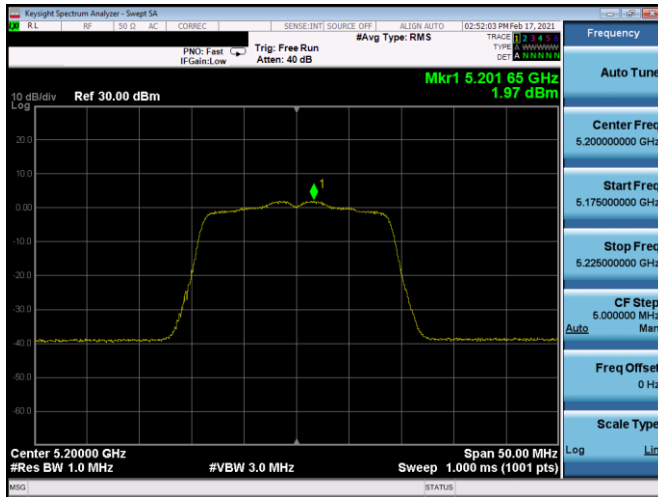 Keysight Spectrum Analyzer - Swept SA
RL RF 50 Ω AC CORREC SENSE:INT SOURCE OFF ALIGN AUTO 02:52:03 PM Feb 17, 2021
#Avg Type: RMS
TRACE 1 2 3 4 5 6
TYPE A WWWWW
DET A N N N N N
PNO: Fast
IFGain:Low
Trig: Free Run
Atten: 40 dB
Mkr1 5.201 65 GHz
1.97 dBm
10 dB/div
Log
Ref 30.00 dBm
1
20.0
10.0
0.00
-10.0
-20.0
-30.0
-40.0
-50.0
-60.0
Center 5.20000 GHz
#Res BW 1.0 MHz
#VBW 3.0 MHz
Span 50.00 MHz
Sweep 1.000 ms (1001 pts)
MSG
STATUS
Frequency
Auto Tune
Center Freq
5.200000000 GHz
Start Freq
5.175000000 GHz
Stop Freq
5.225000000 GHz
CF Step
5.000000 MHz
Auto Man
Freq Offset
0 Hz
Scale Type
Log Lin